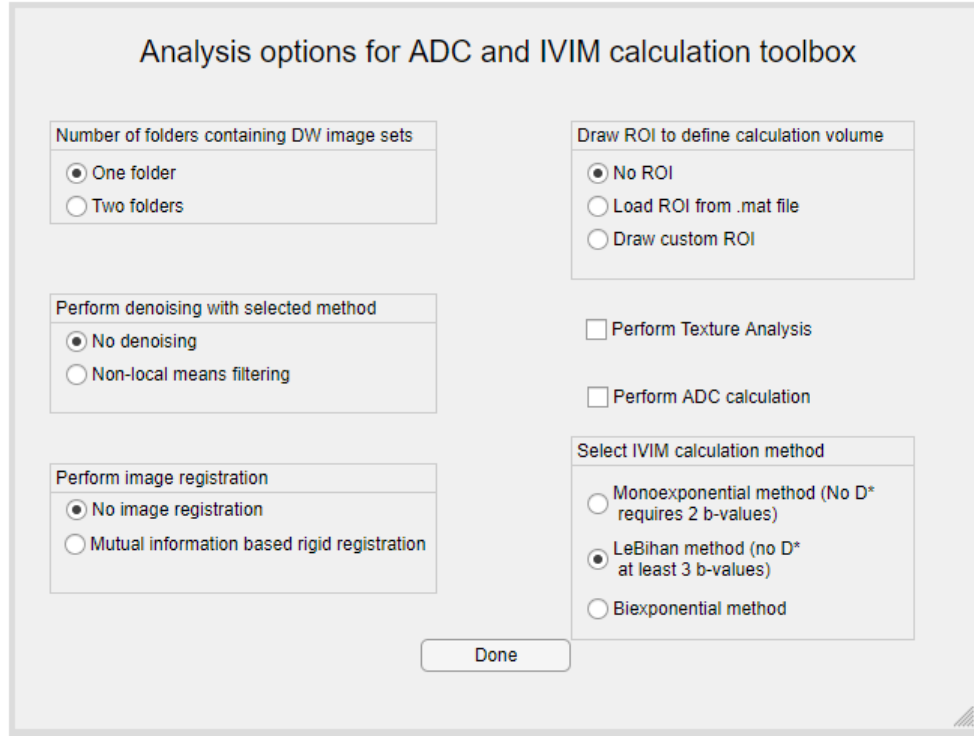 Analysis options for ADC and IVIM calculation toolbox
Number of folders containing DW image sets
One folder
Two folders
Perform denoising with selected method
No denoising
Non-local means filtering
Perform image registration
No image registration
Mutual information based rigid registration
Draw ROI to define calculation volume
No ROI
Load ROI from .mat file
Draw custom ROI
Perform Texture Analysis
Perform ADC calculation
Select IVIM calculation method
Monoexponential method (No D*
requires 2 b-values)
LeBihan method (no D*
at least 3 b-values)
Biexponential method
Done